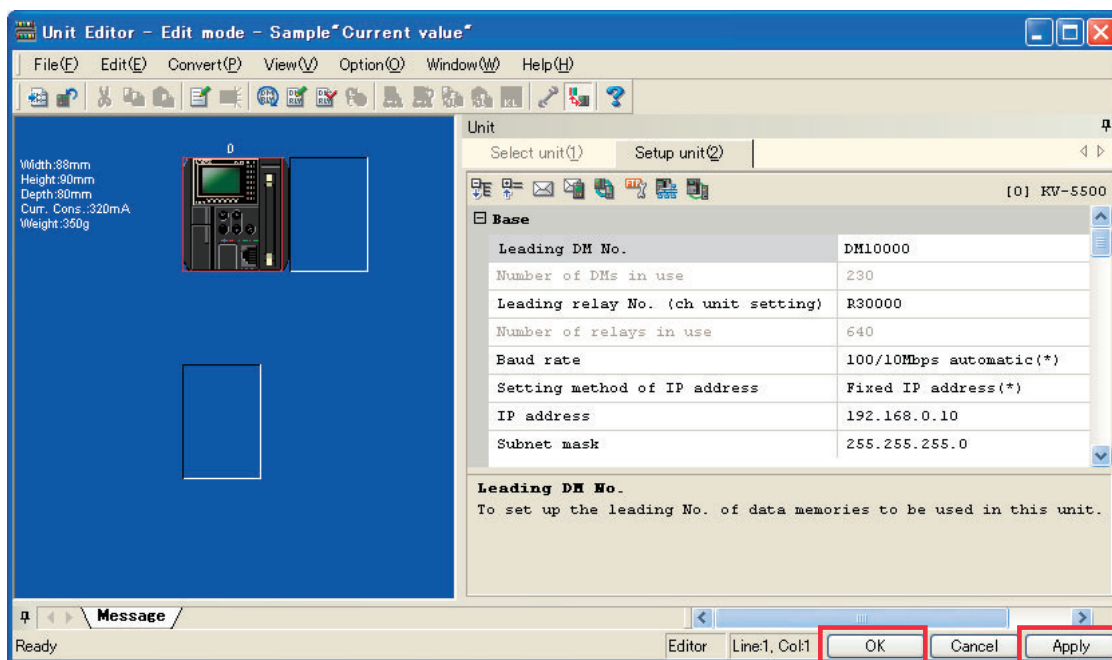 Unit Editor - Edit mode - Sample"Current value"
File(F) Edit(E) Convert(P) View(V) Option(O) Window(W) Help(H)
Width:88mm
Height:90mm
Depth:80mm
Curr. Cons.:320mA
Weight:350g
0
Unit
Select unit(1) Setup unit(2)
[0] KV-5500
Base
Leading DM No. DM10000
Number of DMs in use 230
Leading relay No. (ch unit setting) R30000
Number of relays in use 640
Baud rate 100/10Mbps automatic(*)
Setting method of IP address Fixed IP address(*)
IP address 192.168.0.10
Subnet mask 255.255.255.0
Leading DM No.
To set up the leading No. of data memories to be used in this unit.
Message
Ready Editor Line:1, Col:1 OK Cancel Apply